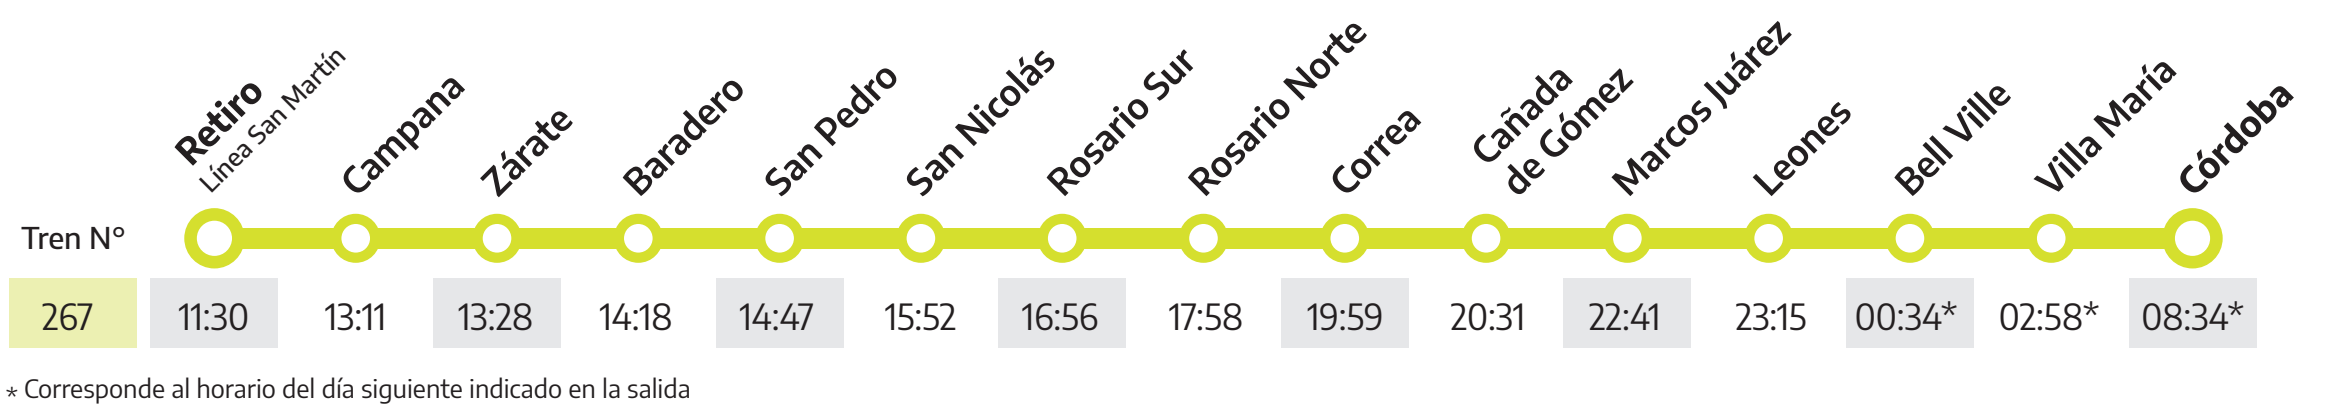 Retiro
Línea San Martín
Campana
Zárate
Baradero
San Pedro
San Nicolás
Rosario Sur
Rosario Norte
Correa
Cañada
de Gómez
Marcos Juárez
Leones
Bell Ville
Villa María
Córdoba
Tren N°
267 11:30 13:11 13:28 14:18 14:47 15:52 16:56 17:58 19:59 20:31 22:41 23:15 00:34* 02:58* 08:34*
* Corresponde al horario del día siguiente indicado en la salida